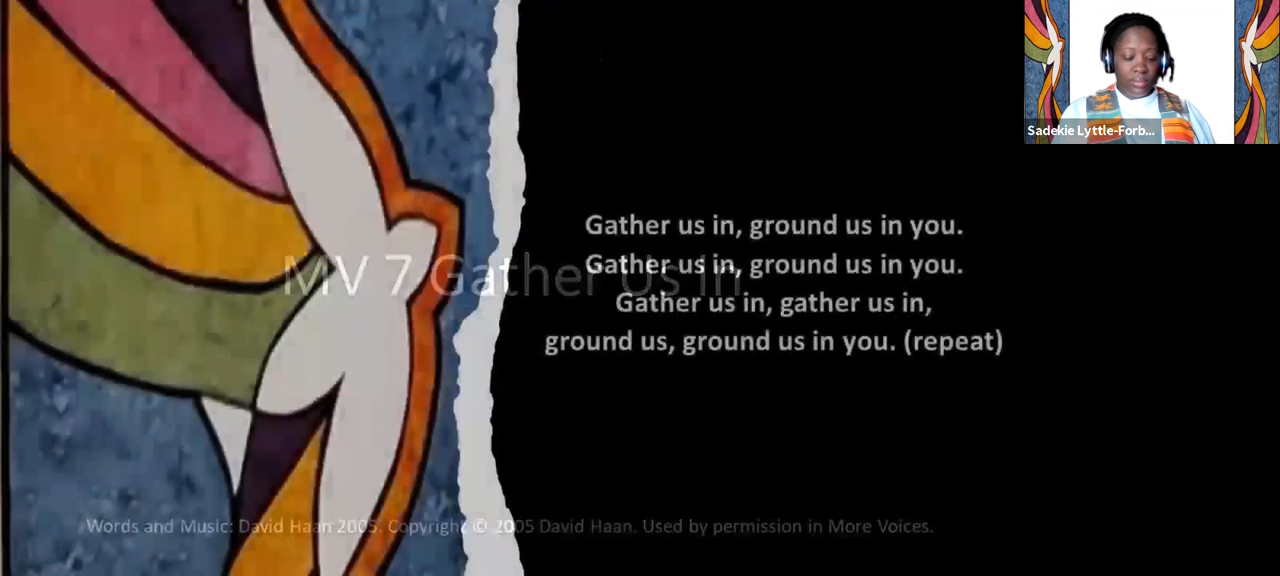 Sadekie Lyttle-Forb...
Gather us in, ground us in you.
Gather us in, ground us in you.
MV 7 Gather Us In
Gather us in, gather us in,
ground us, ground us in you. (repeat)
Words and Music: David Haan 2005. Copyright © 2005 David Haan. Used by permission in More Voices.